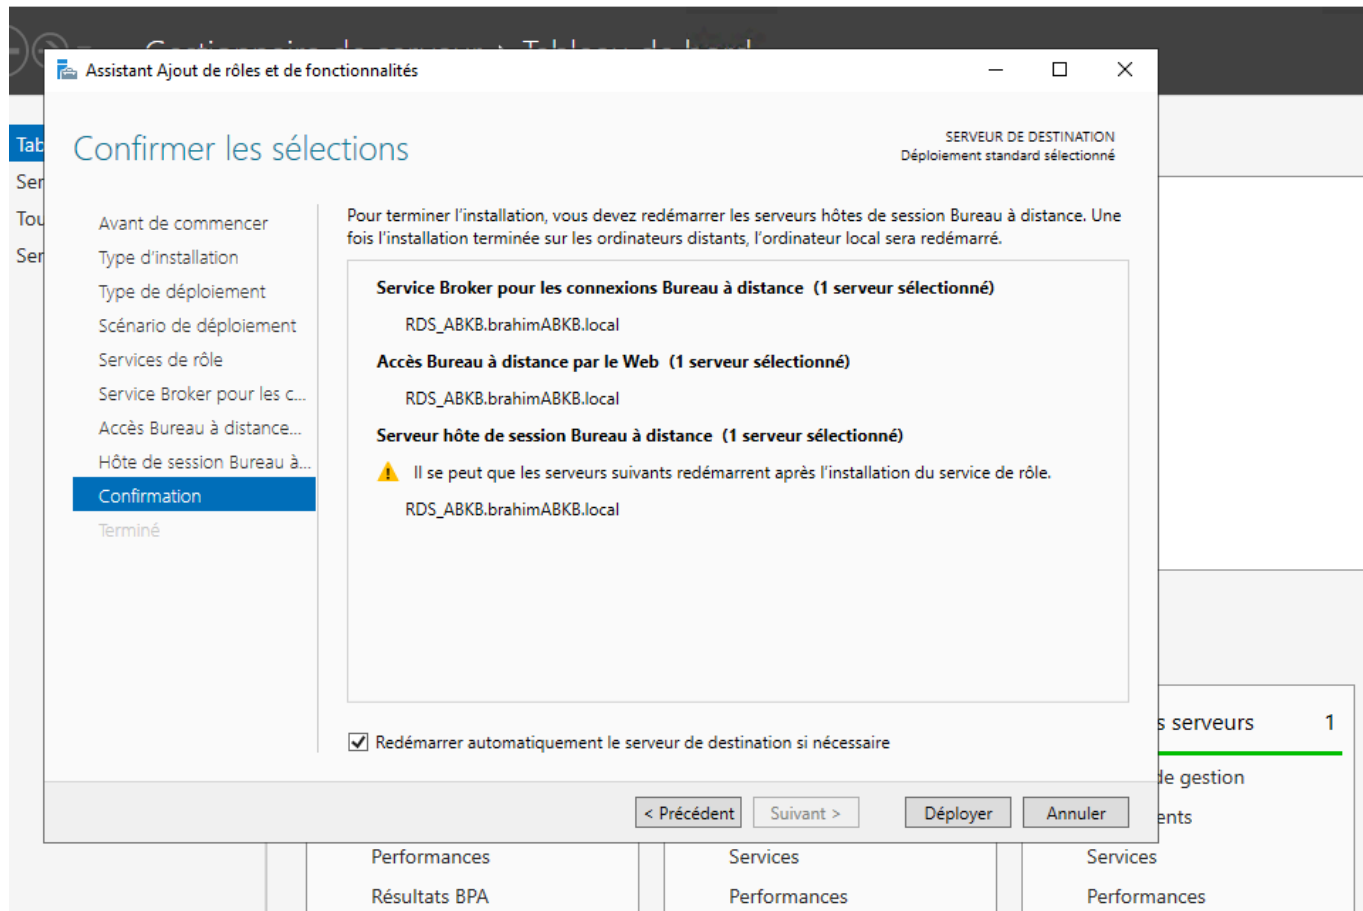 Assistant Ajout de rôles et de fonctionnalités
Confirmer les sélections
SERVEUR DE DESTINATION
Déploiement standard sélectionné
Tab
Ser
Tou
Ser
Avant de commencer
Type d'installation
Type de déploiement
Scénario de déploiement
Services de rôle
Service Broker pour les c...
Accès Bureau à distance...
Hôte de session Bureau à...
Confirmation
Terminé
Pour terminer l'installation, vous devez redémarrer les serveurs hôtes de session Bureau à distance. Une
fois l'installation terminée sur les ordinateurs distants, l'ordinateur local sera redémarré.
Service Broker pour les connexions Bureau à distance (1 serveur sélectionné)
RDS_ABKB.brahimABKB.local
Accès Bureau à distance par le Web (1 serveur sélectionné)
RDS_ABKB.brahimABKB.local
Serveur hôte de session Bureau à distance (1 serveur sélectionné)
Il se peut que les serveurs suivants redémarrent après l'installation du service de rôle.
RDS_ABKB.brahimABKB.local
Redémarrer automatiquement le serveur de destination si nécessaire
< Précédent
Suivant >
Déployer
Annuler
s serveurs 1
de gestion
ents
Performances
Services
Services
Résultats BPA
Performances
Performances